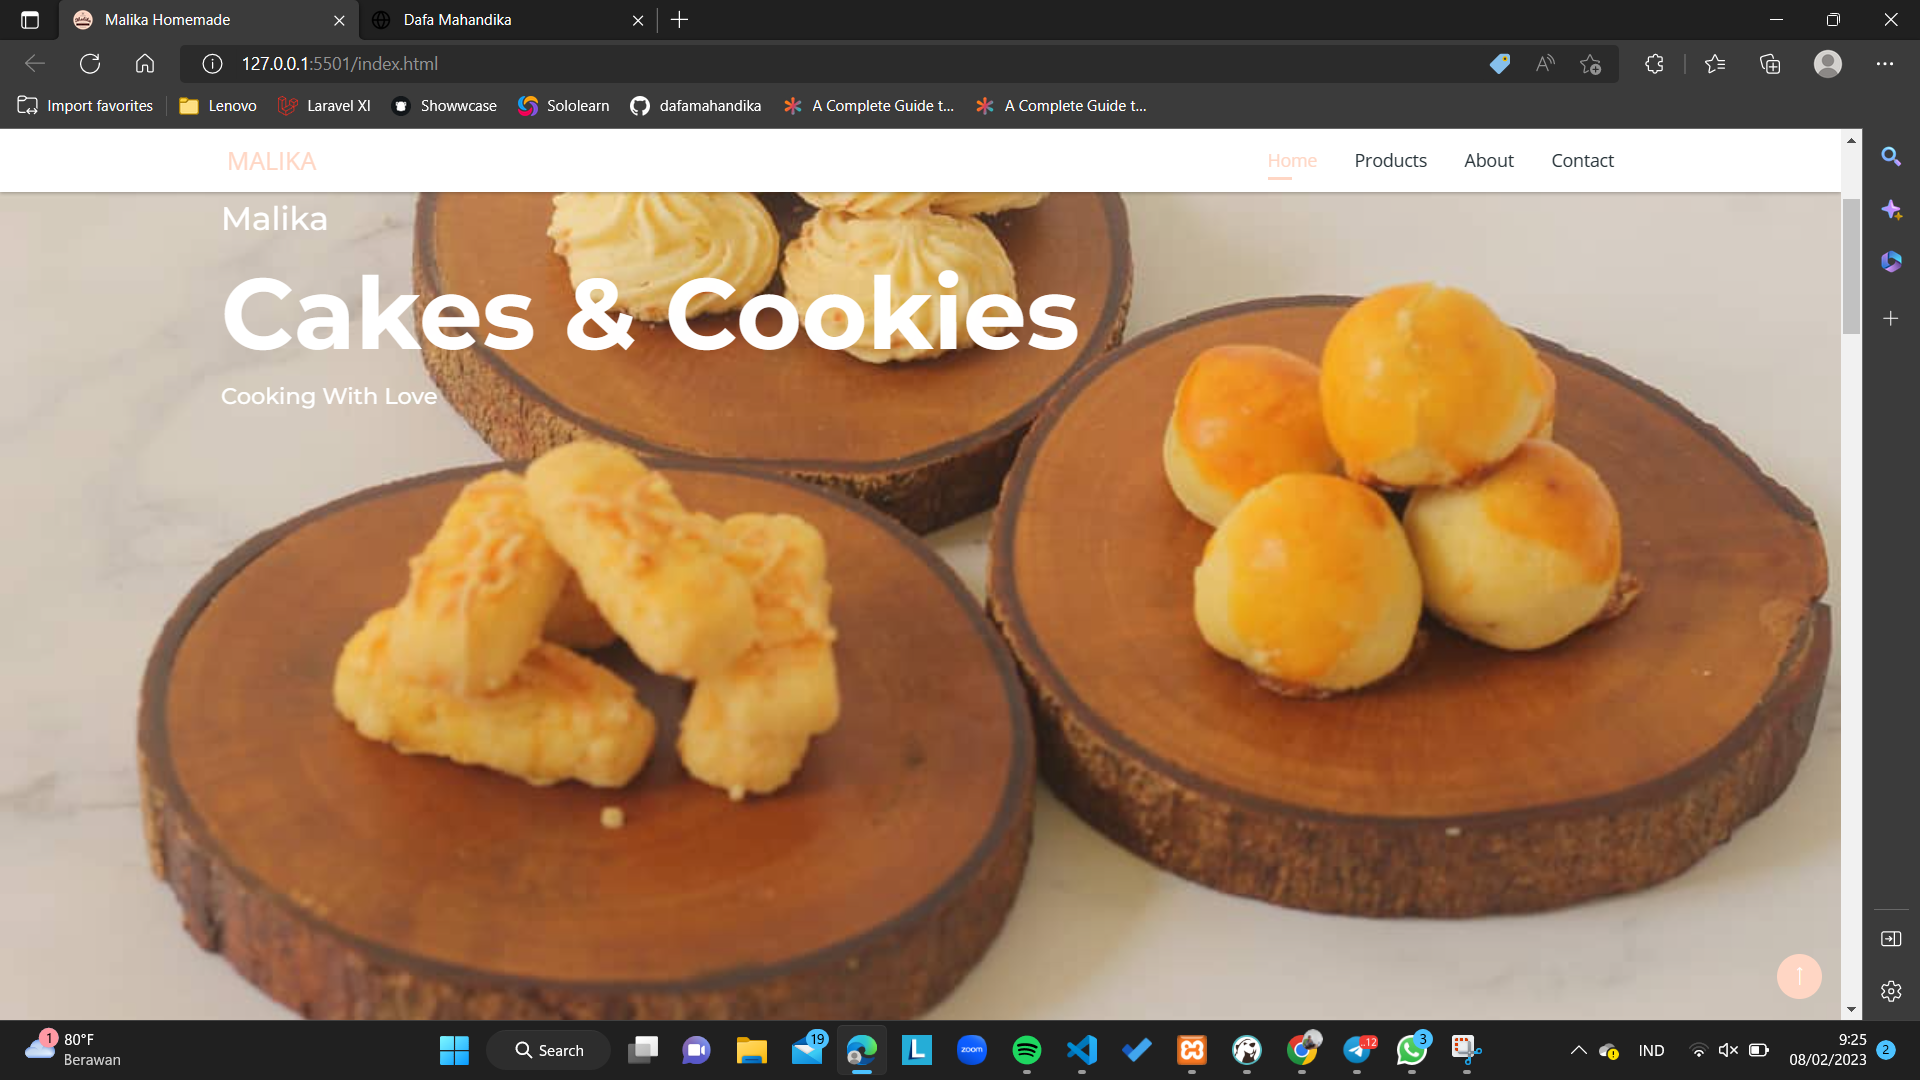 Malika Homemade
Dafa Mahandika
127.0.0.1:5501/index.html
Import favorites
Lenovo
Laravel XI
Showwcase
Sololearn
dafamahandika
A Complete Guide t...
A Complete Guide t...
MALIKA
Home
Products
About
Contact
Malika
Cakes & Cookies
Cooking With Love
1
80°F
Berawan
Search
19
L
zoom
..12
3
IND
9:25
08/02/2023
2